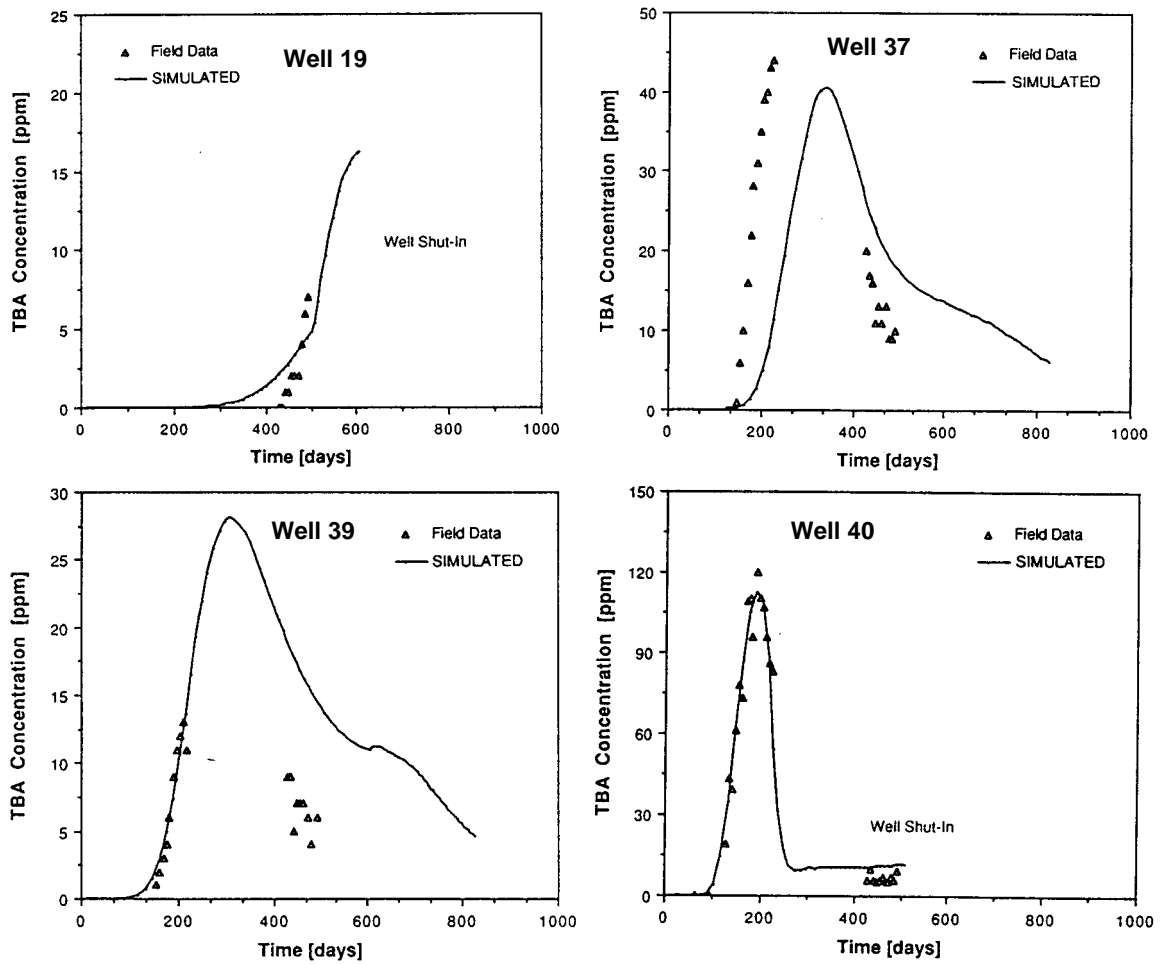 Well 19
Field Data
SIMULATED
Well Shut-In
25
20
15
10
5
0
0 200 400 600 800 1000
TBA Concentration [ppm]
Time [days]
Well 37
Field Data
SIMULATED
50
40
30
20
10
0
0 200 400 600 800 1000
TBA Concentration [ppm]
Time [days]
Well 39
Field Data
SIMULATED
30
25
20
15
10
5
0
0 200 400 600 800 1000
TBA Concentration [ppm]
Time [days]
Well 40
Field Data
SIMULATED
Well Shut-In
150
120
90
60
30
0
0 200 400 600 800 1000
TBA Concentration [ppm]
Time [days]